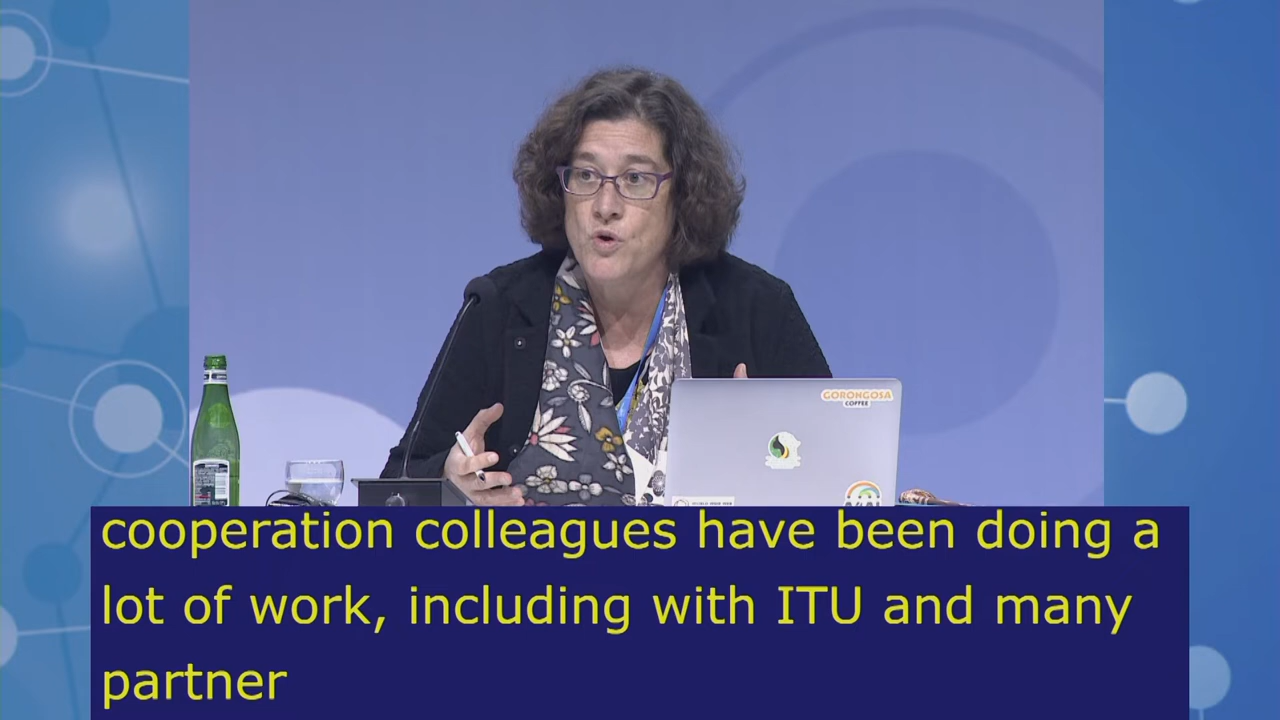 GORONGOSA
COFFEE
cooperation colleagues have been doing a
lot of work, including with ITU and many
partner